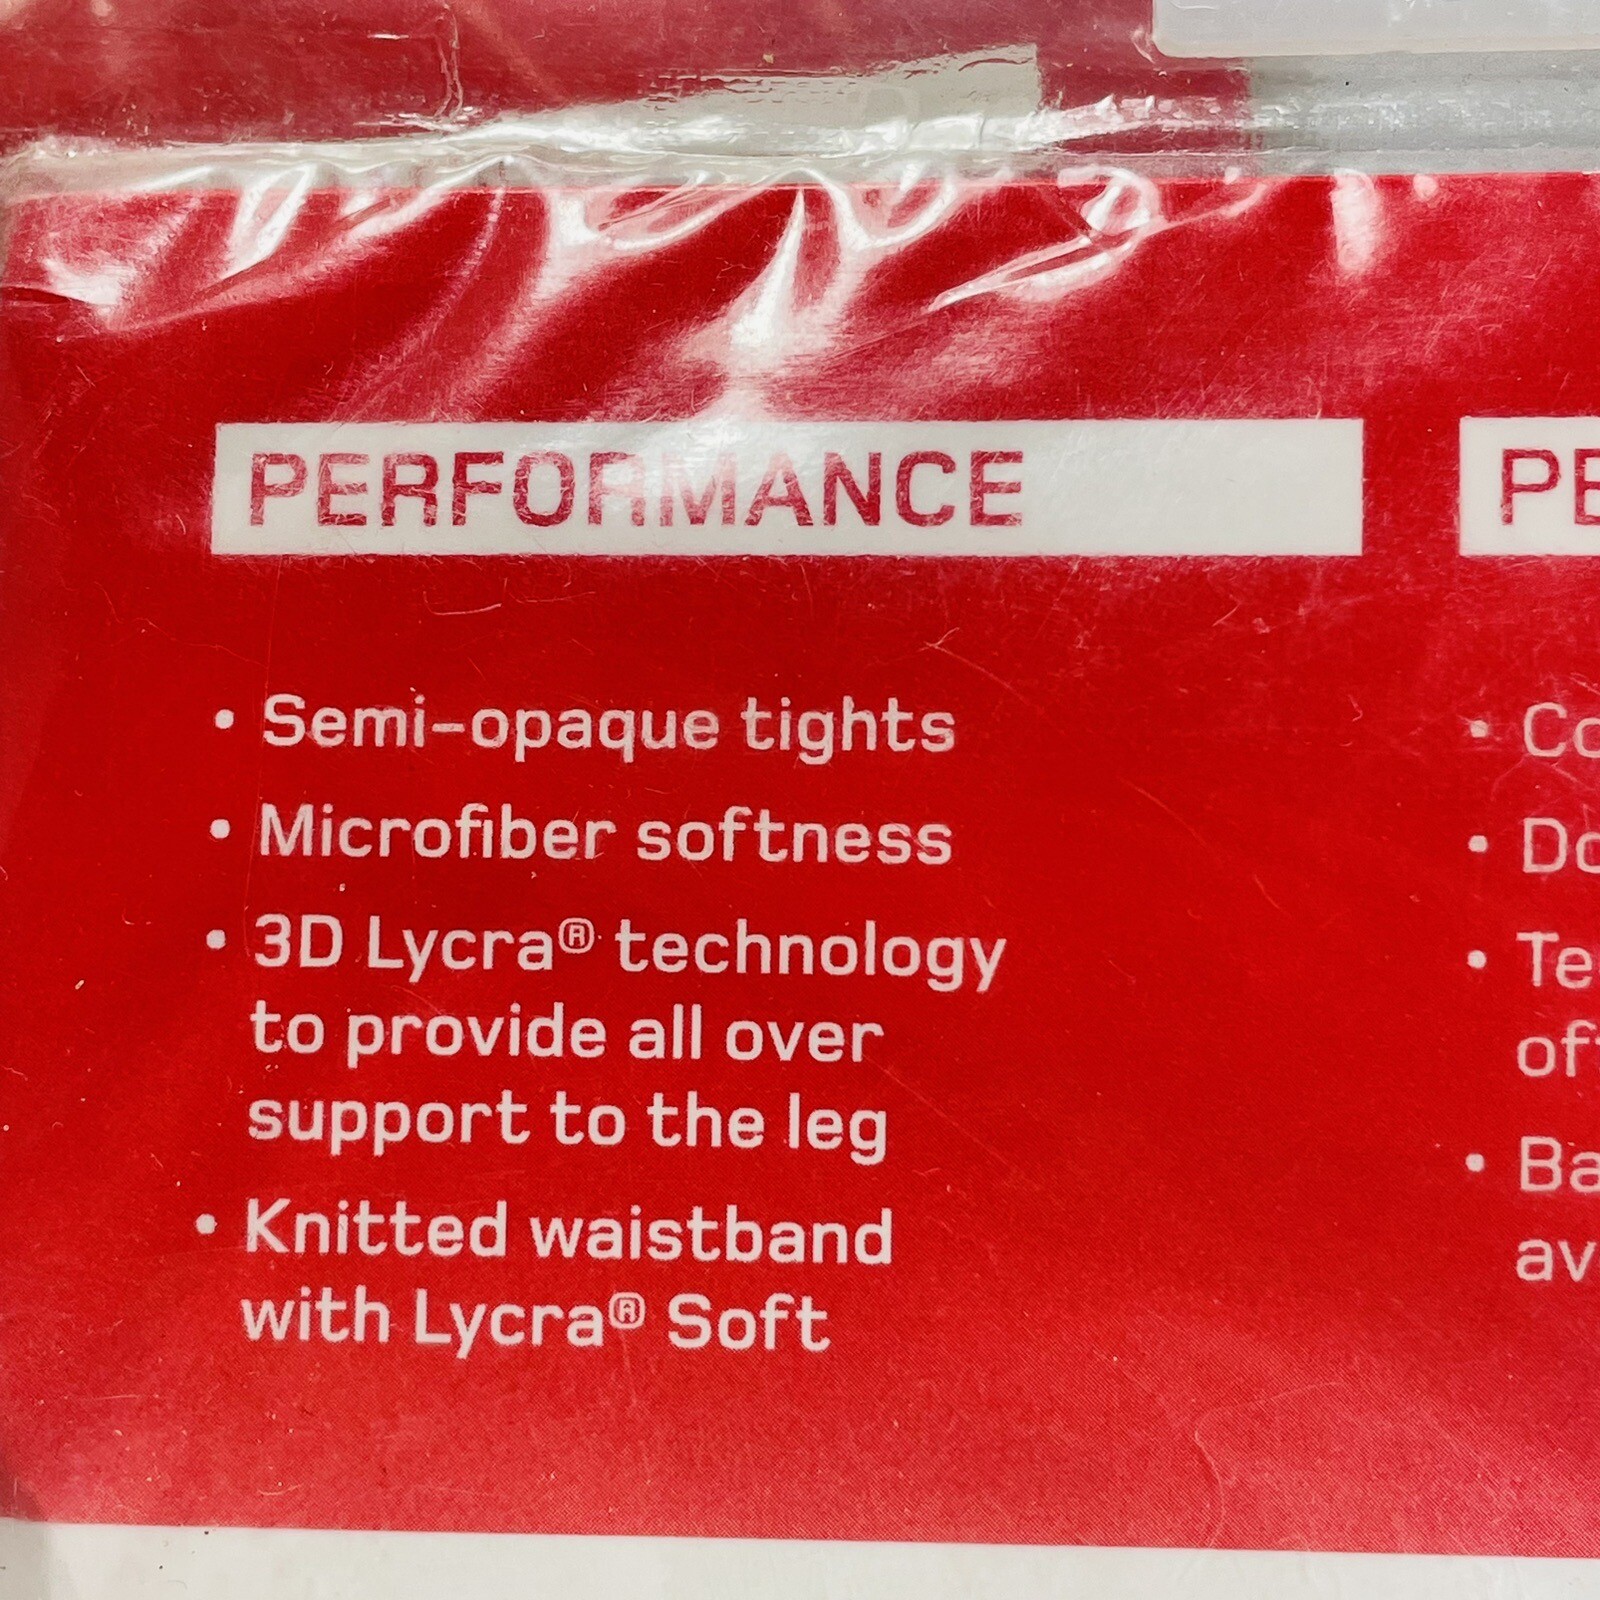 PERFORMANCE
• Semi-opaque tights
• Microfiber softness
• 3D Lycra® technology
to provide all over
support to the leg
• Knitted waistband
with Lycra® Soft